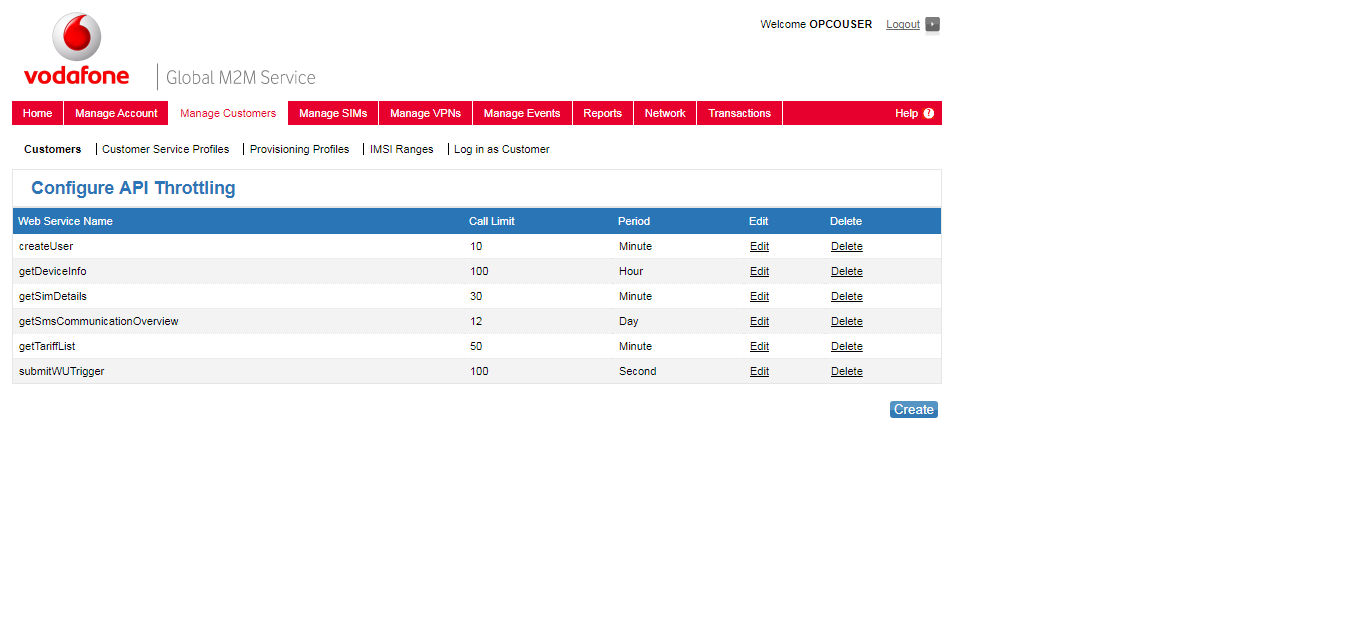 Welcome OPCOUSER Logout
vodafone Global M2M Service
Home Manage Account Manage Customers Manage SIMs Manage VPNs Manage Events Reports Network Transactions Help ?
Customers Customer Service Profiles Provisioning Profiles IMSI Ranges Log in as Customer
Configure API Throttling
Web Service Name Call Limit Period Edit Delete
createUser 10 Minute Edit Delete
getDeviceInfo 100 Hour Edit Delete
getSimDetails 30 Minute Edit Delete
getSmsCommunicationOverview 12 Day Edit Delete
getTariffList 50 Minute Edit Delete
submitWUTrigger 100 Second Edit Delete
Create